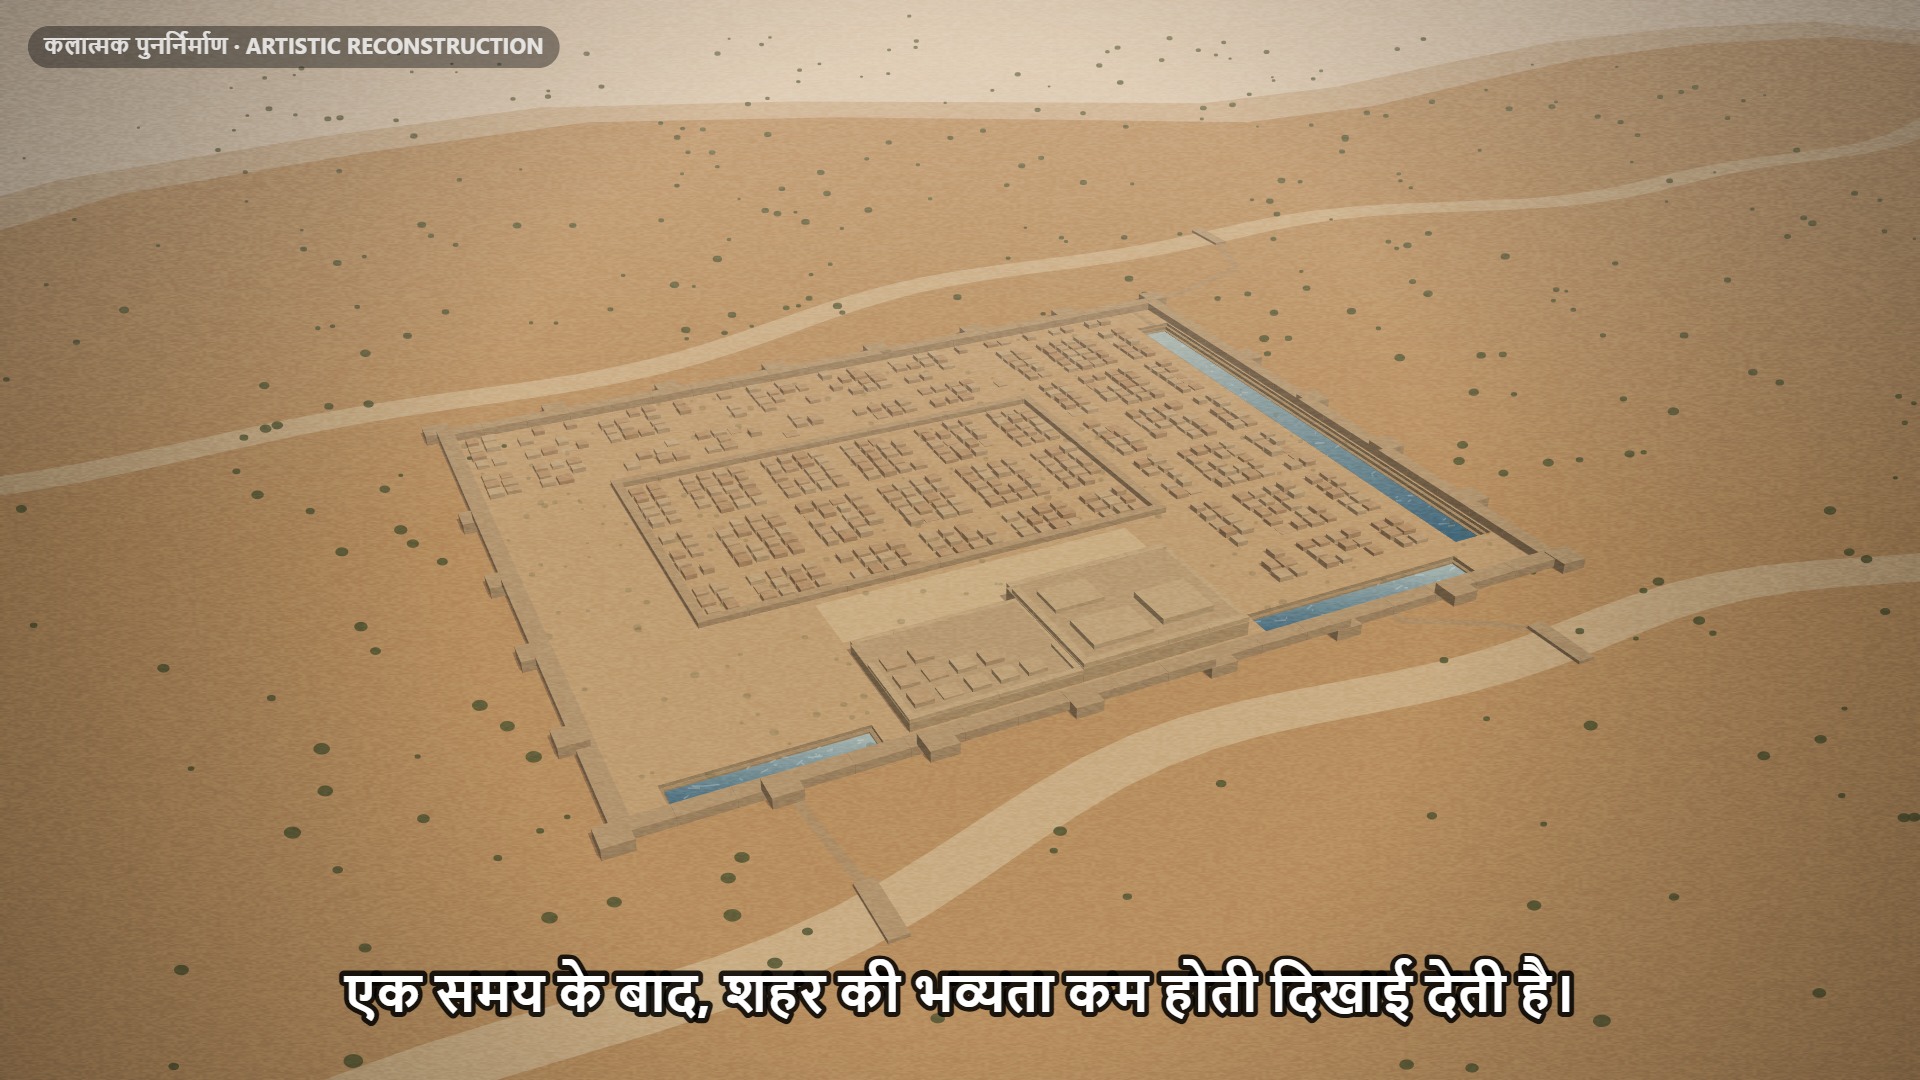 कलात्मक पुनर्निर्माण · ARTISTIC RECONSTRUCTION
एक समय के बाद, शहर की भव्यता कम होती दिखाई देती है।